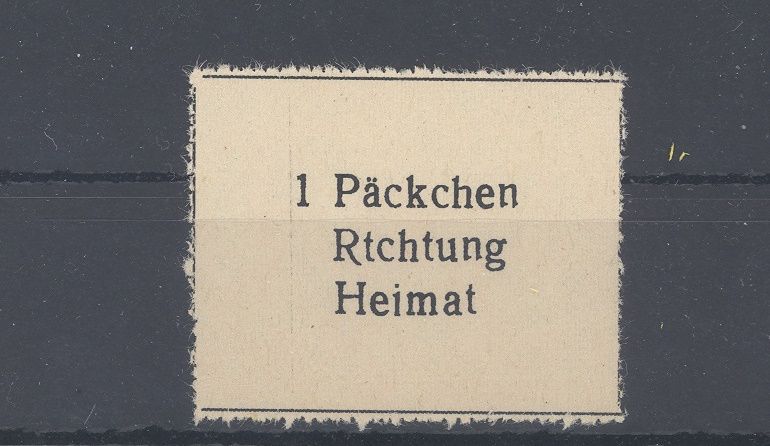 1 Päckchen
Rtchtung
Heimat